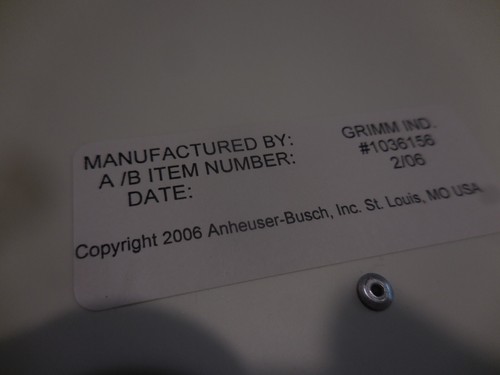 MANUFACTURED BY: GRIMM IND.
A /B ITEM NUMBER: #1036156
DATE: 2/06
Copyright 2006 Anheuser-Busch, Inc. St. Louis, MO USA